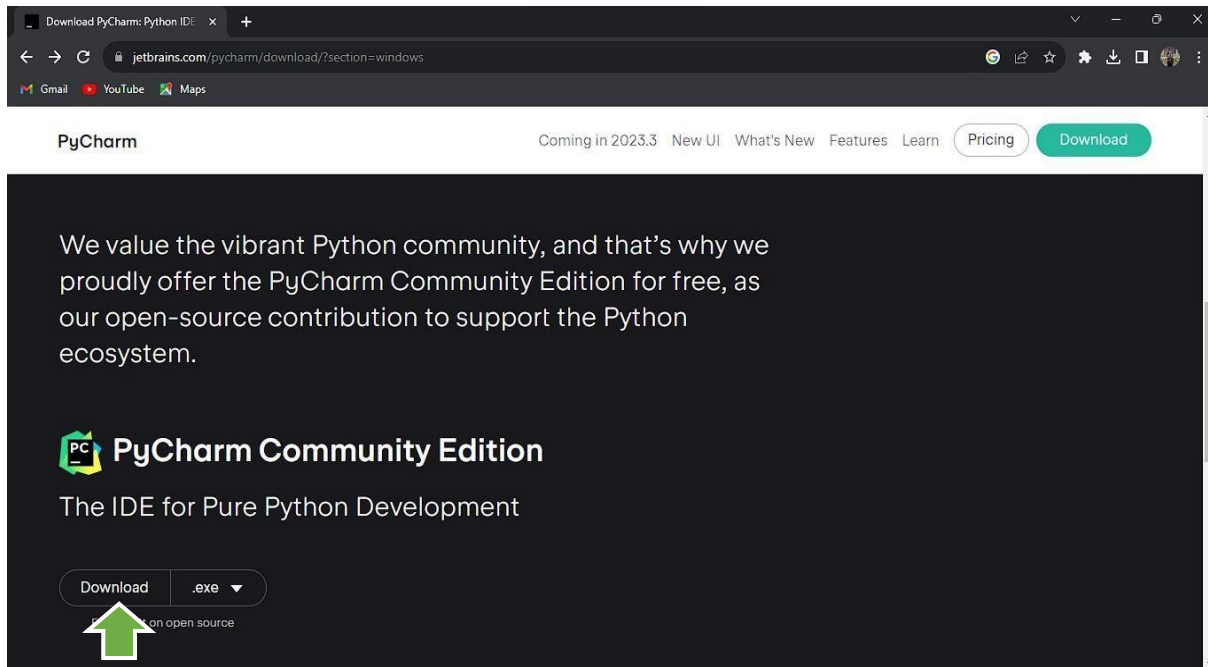 Download PyCharm: Python IDE
jetbrains.com/pycharm/download/?section=windows
Gmail YouTube Maps
PyCharm Coming in 2023.3 New UI What's New Features Learn Pricing Download
We value the vibrant Python community, and that's why we
proudly offer the PyCharm Community Edition for free, as
our open-source contribution to support the Python
ecosystem.
PC
PyCharm Community Edition
The IDE for Pure Python Development
Download .exe
on open source